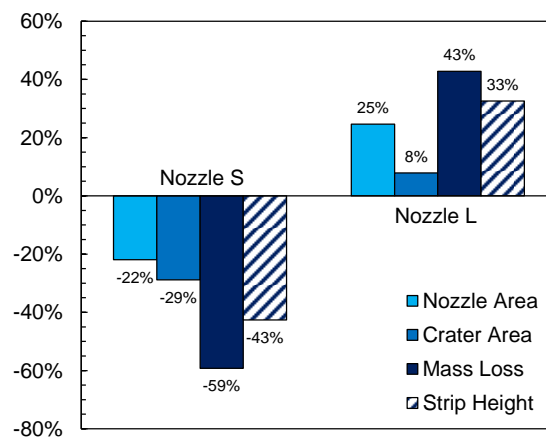 60%
40%
20%
0%
-20%
-40%
-60%
-80%
Nozzle S
-22%
-29%
-59%
-43%
25%
8%
43%
33%
Nozzle L
Nozzle Area
Crater Area
Mass Loss
Strip Height